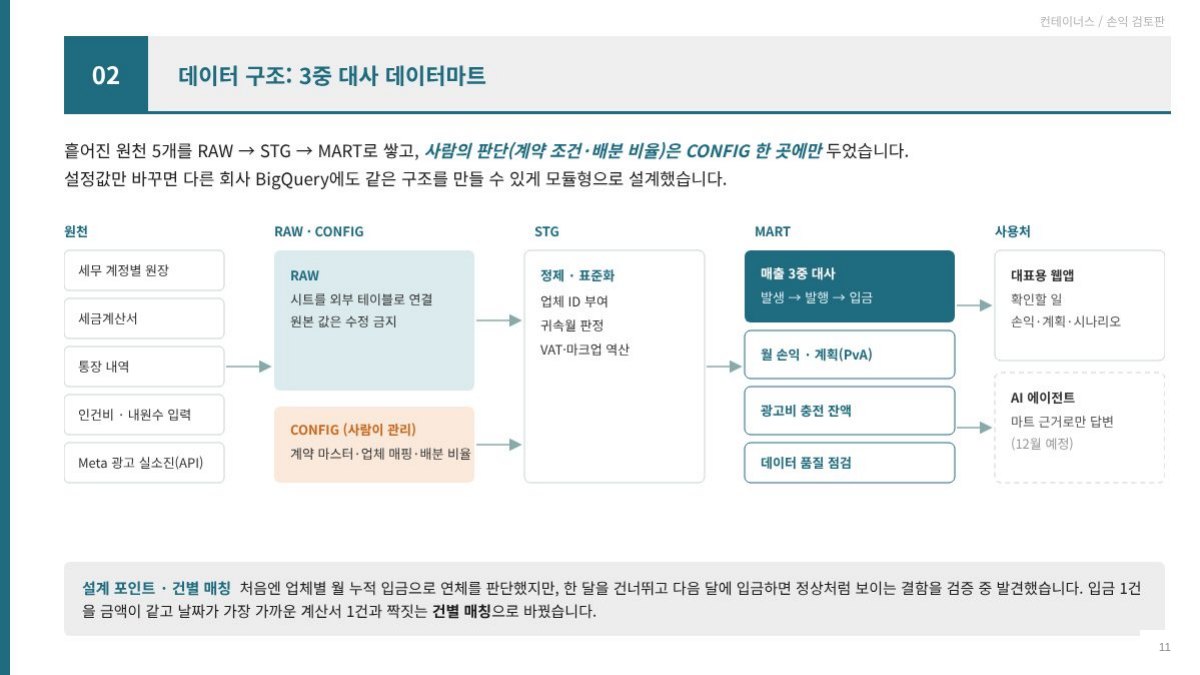 컨테이너스 / 손익 검토판
02
데이터 구조: 3중 대사 데이터마트
흩어진 원천 5개를 RAW → STG → MART로 쌓고, 사람의 판단(계약 조건·배분 비율)은 CONFIG 한 곳에만 두었습니다.
설정값만 바꾸면 다른 회사 BigQuery에도 같은 구조를 만들 수 있게 모듈형으로 설계했습니다.
원천
세무 계정별 원장
세금계산서
통장 내역
인건비 · 내원수 입력
Meta 광고 실소진(API)
RAW · CONFIG
RAW
시트를 외부 테이블로 연결
원본 값은 수정 금지
CONFIG (사람이 관리)
계약 마스터·업체 매핑·배분 비율
STG
정제 · 표준화
업체 ID 부여
귀속월 판정
VAT·마크업 역산
MART
매출 3중 대사
발생 → 발행 → 입금
월 손익 · 계획(PvA)
광고비 충전 잔액
데이터 품질 점검
사용처
대표용 웹앱
확인할 일
손익·계획·시나리오
AI 에이전트
마트 근거로만 답변
(12월 예정)
설계 포인트 · 건별 매칭 처음엔 업체별 월 누적 입금으로 연체를 판단했지만, 한 달을 건너뛰고 다음 달에 입금하면 정상처럼 보이는 결함을 검증 중 발견했습니다. 입금 1건
을 금액이 같고 날짜가 가장 가까운 계산서 1건과 짝짓는 건별 매칭으로 바꿨습니다.
11